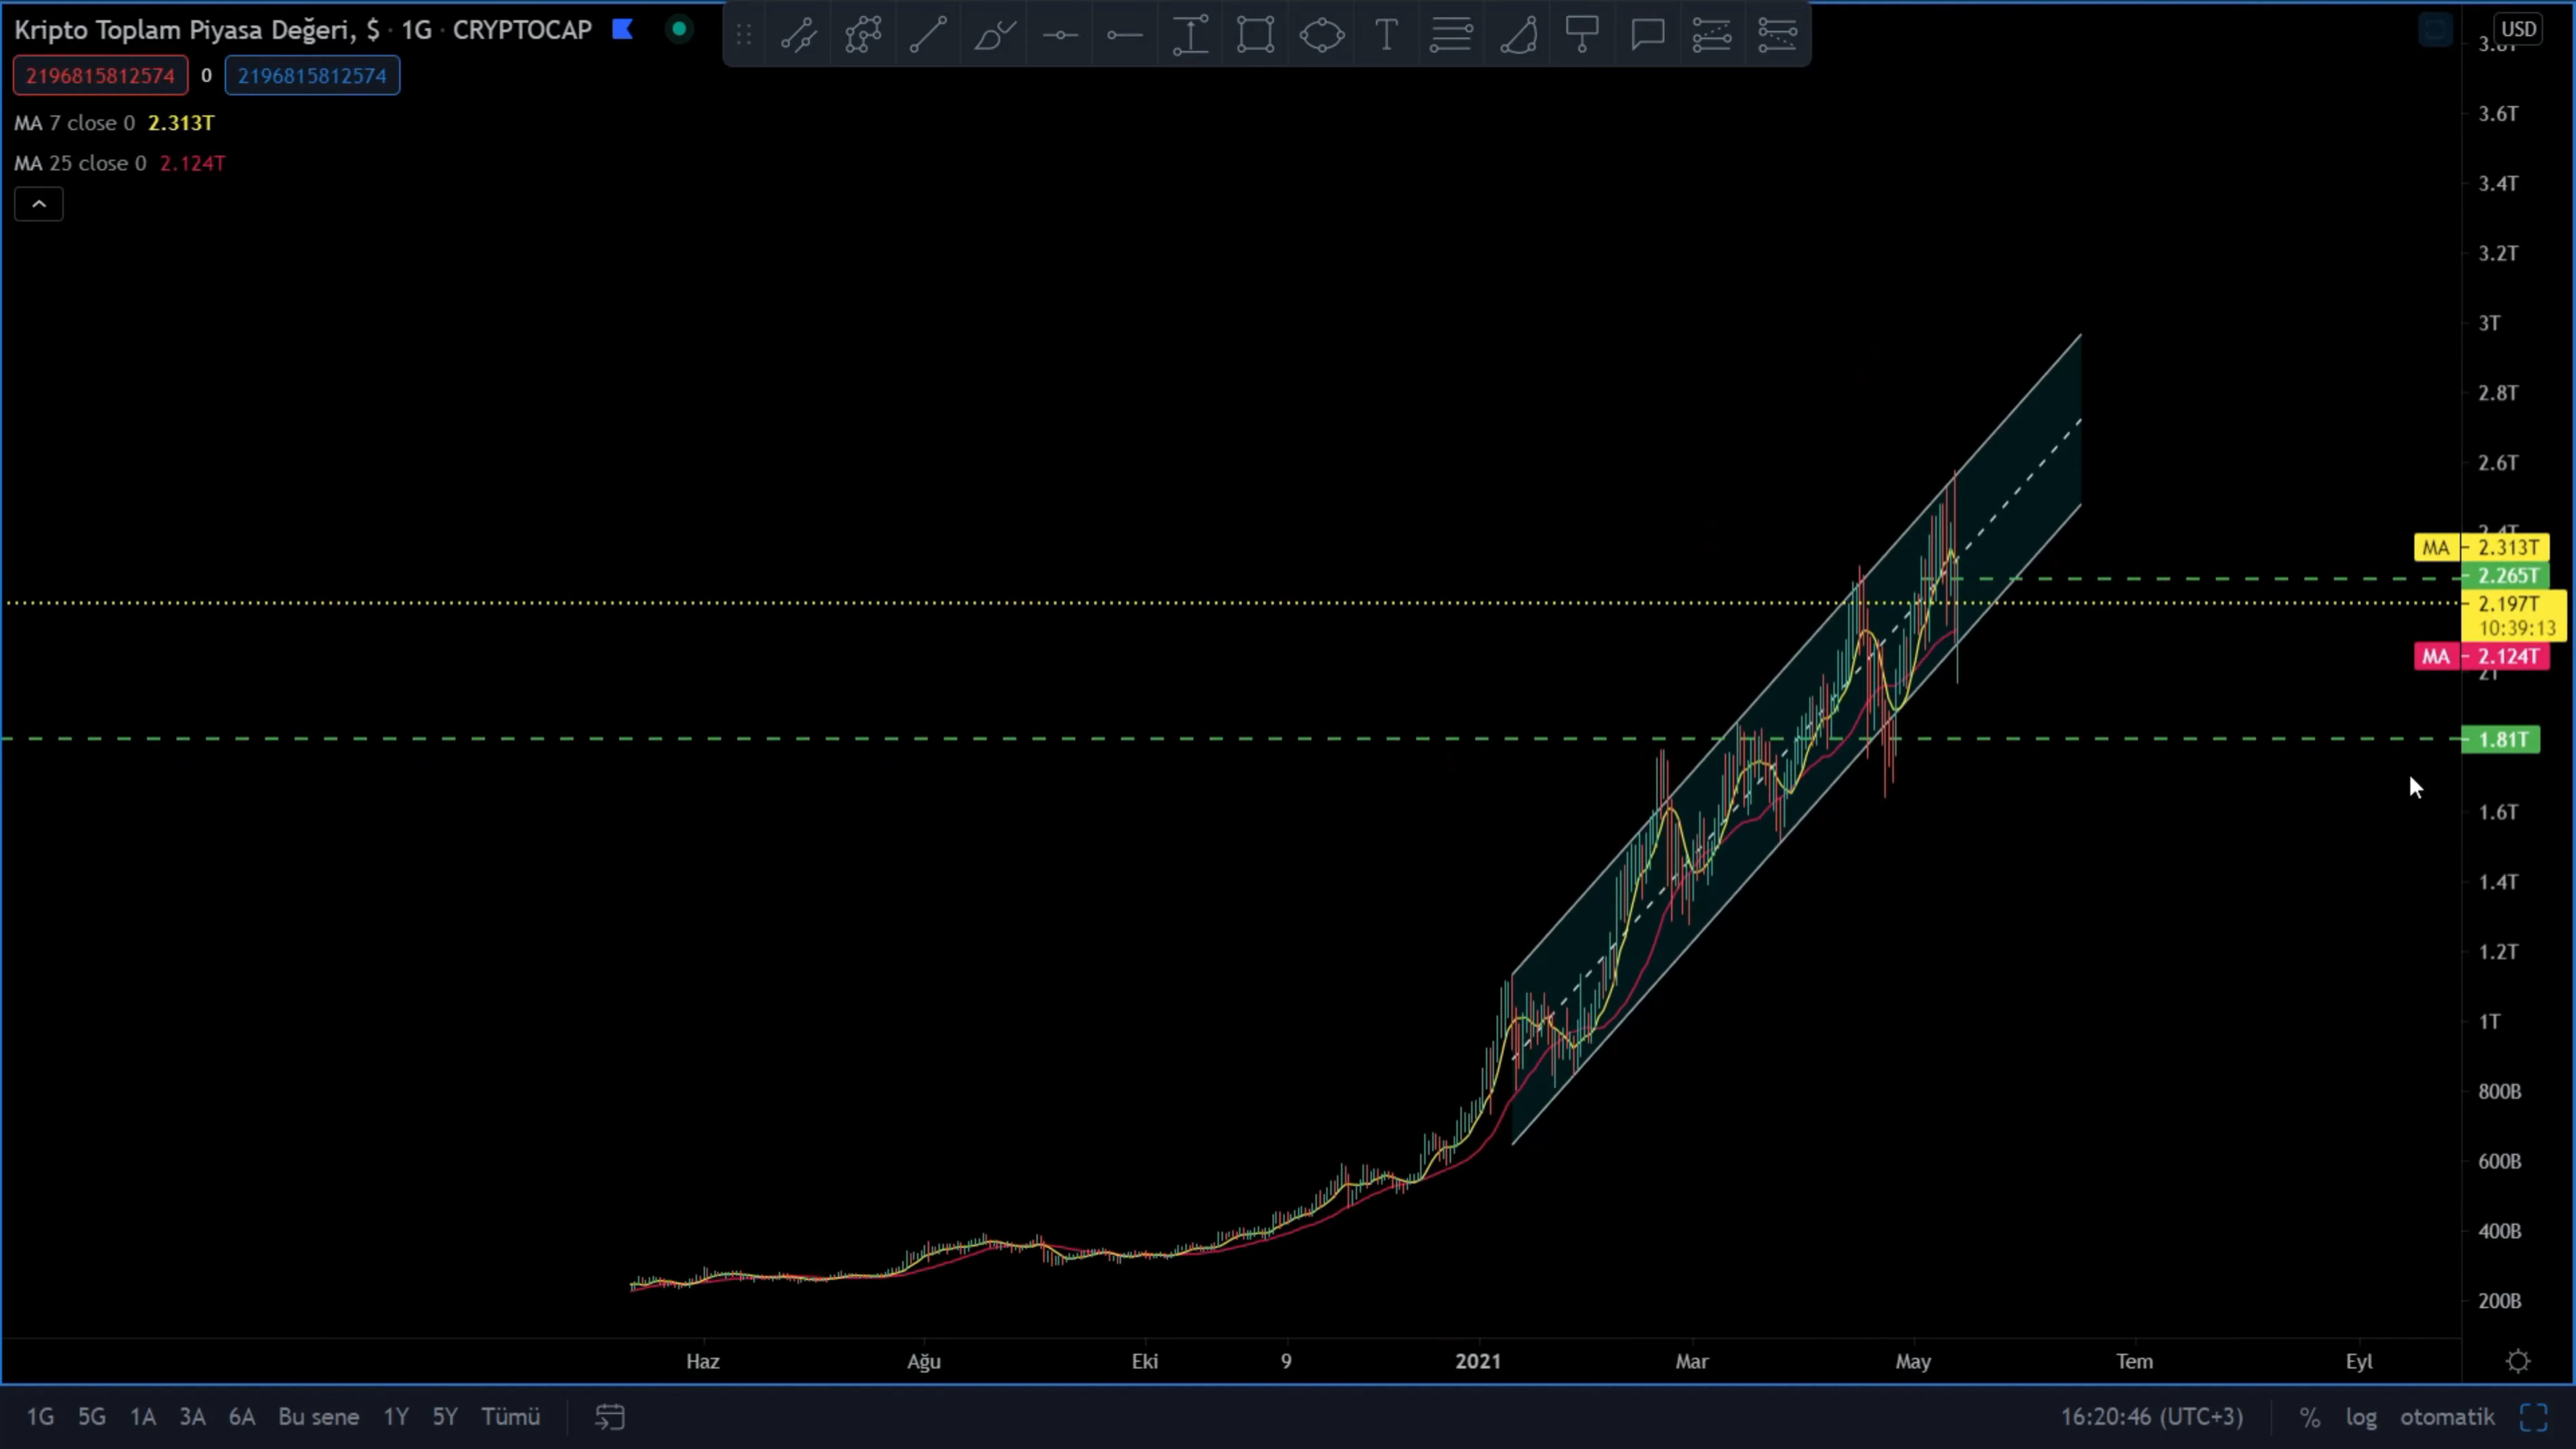 Kripto Toplam Piyasa Değeri, $ · 1G · CRYPTOCAP
USD
2196815812574 0 2196815812574
MA 7 close 0 2.313T
MA 25 close 0 2.124T
3.6T
3.4T
3.2T
3T
2.8T
2.6T
2.4T
MA 2.313T
2.265T
2.197T
10:39:13
MA 2.124T
2T
1.81T
1.6T
1.4T
1.2T
1T
800B
600B
400B
200B
Haz Ağu Eki 9 2021 Mar May Tem Eyl
1G 5G 1A 3A 6A Bu sene 1Y 5Y Tümü 16:20:46 (UTC+3) % log otomatik